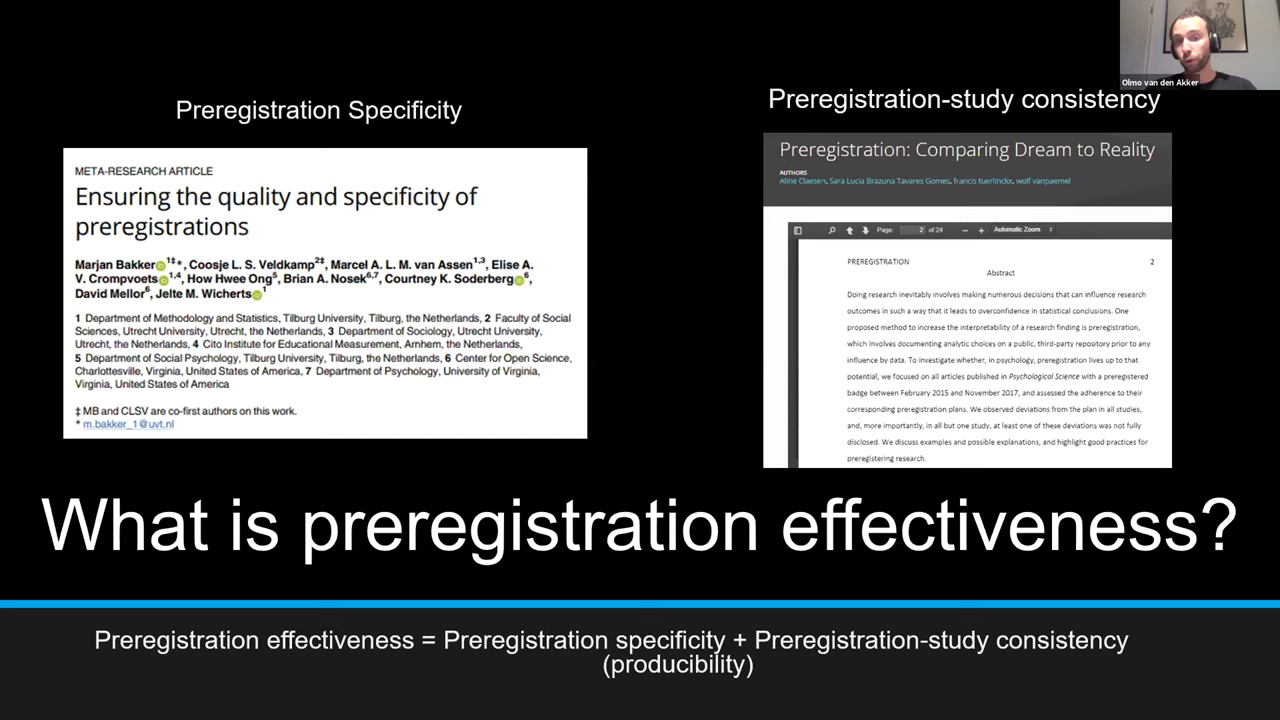 Olmo van den Akker
Preregistration Specificity
META-RESEARCH ARTICLE
Ensuring the quality and specificity of
preregistrations
Marjan Bakker 1‡*, Coosje L. S. Veldkamp2‡, Marcel A. L. M. van Assen1,3, Elise A.
V. Crompvoets 1,4, How Hwee Ong5, Brian A. Nosek6,7, Courtney K. Soderberg 6,
David Mellor6, Jelte M. Wicherts 1
1 Department of Methodology and Statistics, Tilburg University, Tilburg, the Netherlands, 2 Faculty of Social
Sciences, Utrecht University, Utrecht, the Netherlands, 3 Department of Sociology, Utrecht University,
Utrecht, the Netherlands, 4 Cito Institute for Educational Measurement, Arnhem, the Netherlands,
5 Department of Social Psychology, Tilburg University, Tilburg, the Netherlands, 6 Center for Open Science,
Charlottesville, Virginia, United States of America, 7 Department of Psychology, University of Virginia,
Virginia, United States of America
‡ MB and CLSV are co-first authors on this work.
* m.bakker_1@uvt.nl
Preregistration-study consistency
Preregistration: Comparing Dream to Reality
AUTHORS
Aline Claesen, Sara Lucia Brazuna Tavares Gomes, francis tuerlinckx, wolf vanpaemel
Page: 2 of 24 − + Automatic Zoom
PREREGISTRATION 2
Abstract
Doing research inevitably involves making numerous decisions that can influence research
outcomes in such a way that it leads to overconfidence in statistical conclusions. One
proposed method to increase the interpretability of a research finding is preregistration,
which involves documenting analytic choices on a public, third-party repository prior to any
influence by data. To investigate whether, in psychology, preregistration lives up to that
potential, we focused on all articles published in Psychological Science with a preregistered
badge between February 2015 and November 2017, and assessed the adherence to their
corresponding preregistration plans. We observed deviations from the plan in all studies,
and, more importantly, in all but one study, at least one of these deviations was not fully
disclosed. We discuss examples and possible explanations, and highlight good practices for
preregistering research.
What is preregistration effectiveness?
Preregistration effectiveness = Preregistration specificity + Preregistration-study consistency
(producibility)